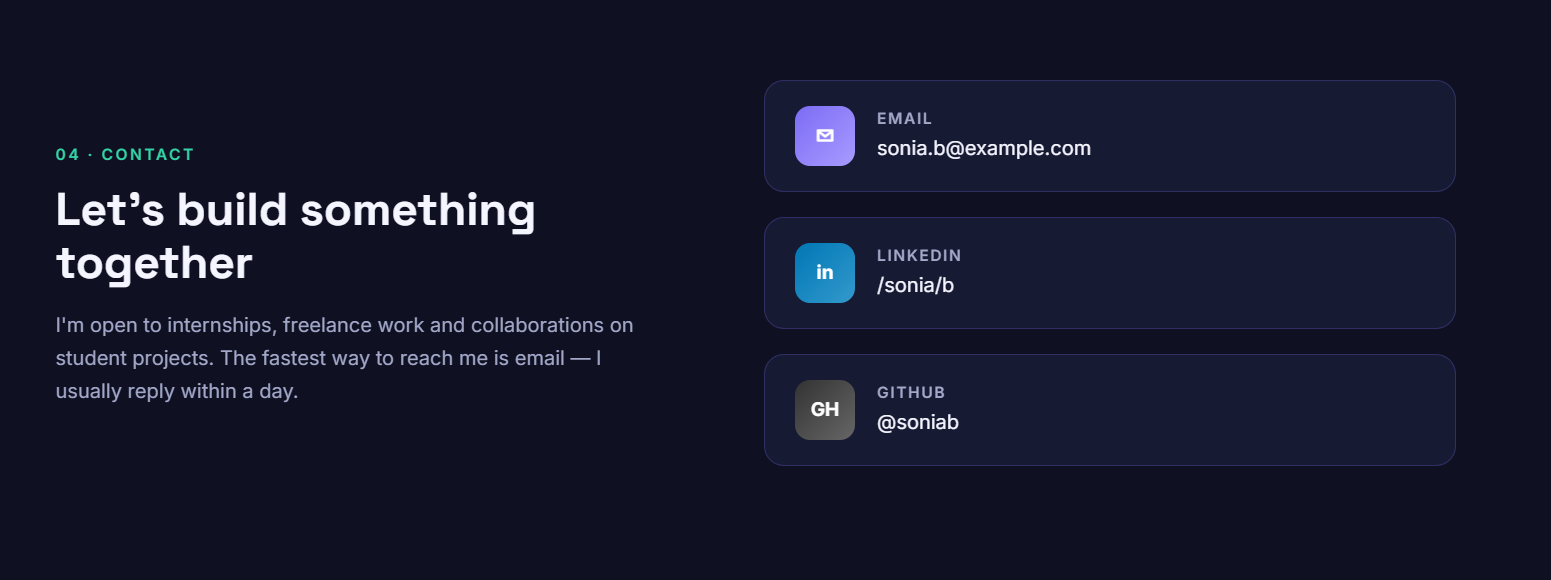 04 · CONTACT
Let's build something
together
I'm open to internships, freelance work and collaborations on
student projects. The fastest way to reach me is email — I
usually reply within a day.
EMAIL
sonia.b@example.com
in
LINKEDIN
/sonia/b
GH
GITHUB
@soniab